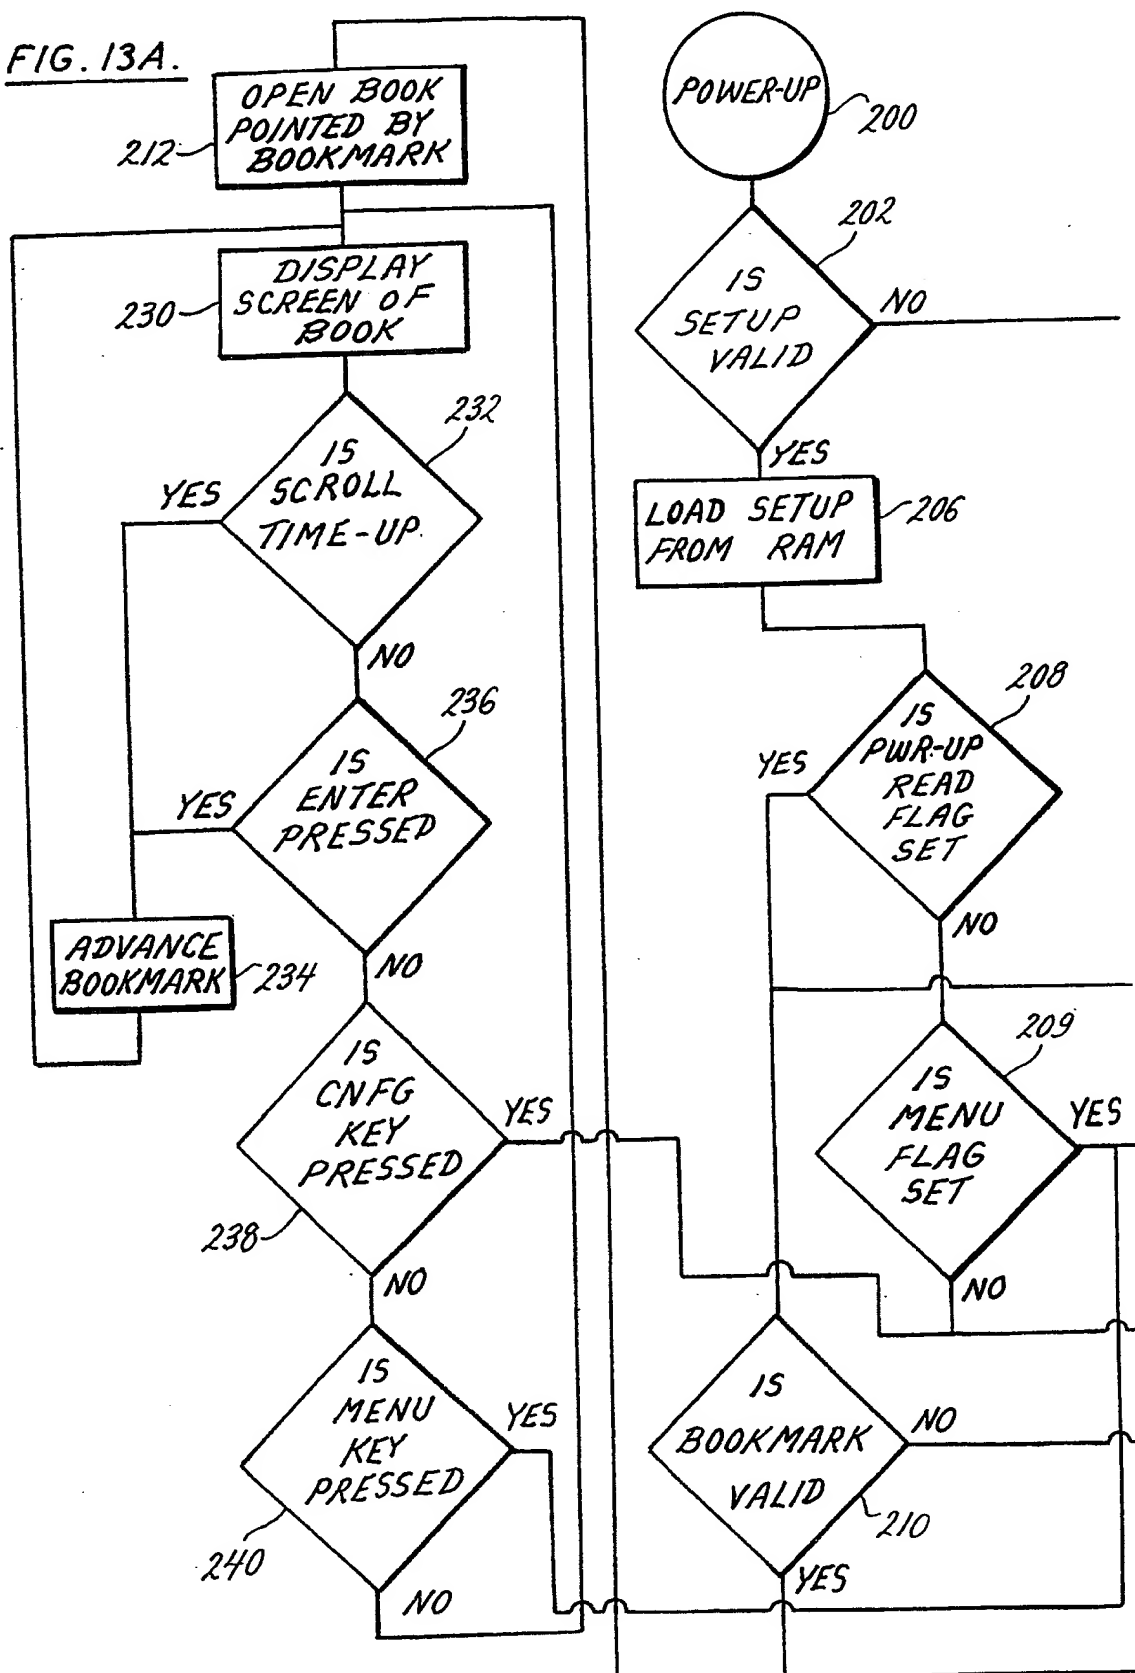 FIG. 13A.
OPEN BOOK
POINTED BY
BOOKMARK
212
DISPLAY
SCREEN OF
BOOK
230
IS
SCROLL
TIME-UP.
232
YES
NO
IS
ENTER
PRESSED
236
YES
NO
ADVANCE
BOOKMARK
234
IS
CNFG
KEY
PRESSED
238
YES
NO
IS
MENU
KEY
PRESSED
240
YES
NO
POWER-UP
200
IS
SETUP
VALID
202
NO
YES
LOAD SETUP
FROM RAM
206
IS
PWR-UP
READ
FLAG
SET
208
YES
NO
IS
MENU
FLAG
SET
209
YES
NO
IS
BOOKMARK
VALID
210
NO
YES